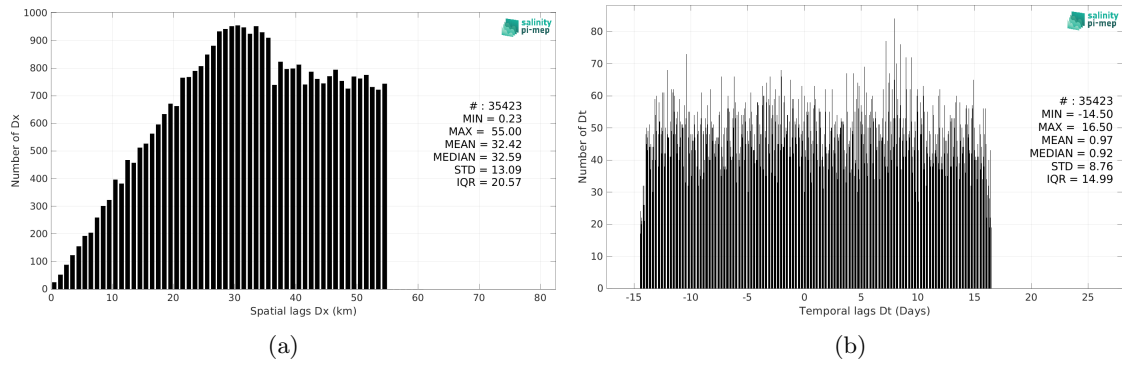 1000
900
800
700
600
500
400
300
200
100
0
Number of Dx
0 10 20 30 40 50 60 70 80
Spatial lags Dx (km)
salinity
pi-mep
# : 35423
MIN = 0.23
MAX = 55.00
MEAN = 32.42
MEDIAN = 32.59
STD = 13.09
IQR = 20.57
(a)
80
70
60
50
40
30
20
10
0
Number of Dt
-15 -10 -5 0 5 10 15 20 25
Temporal lags Dt (Days)
salinity
pi-mep
# : 35423
MIN = -14.50
MAX = 16.50
MEAN = 0.97
MEDIAN = 0.92
STD = 8.76
IQR = 14.99
(b)